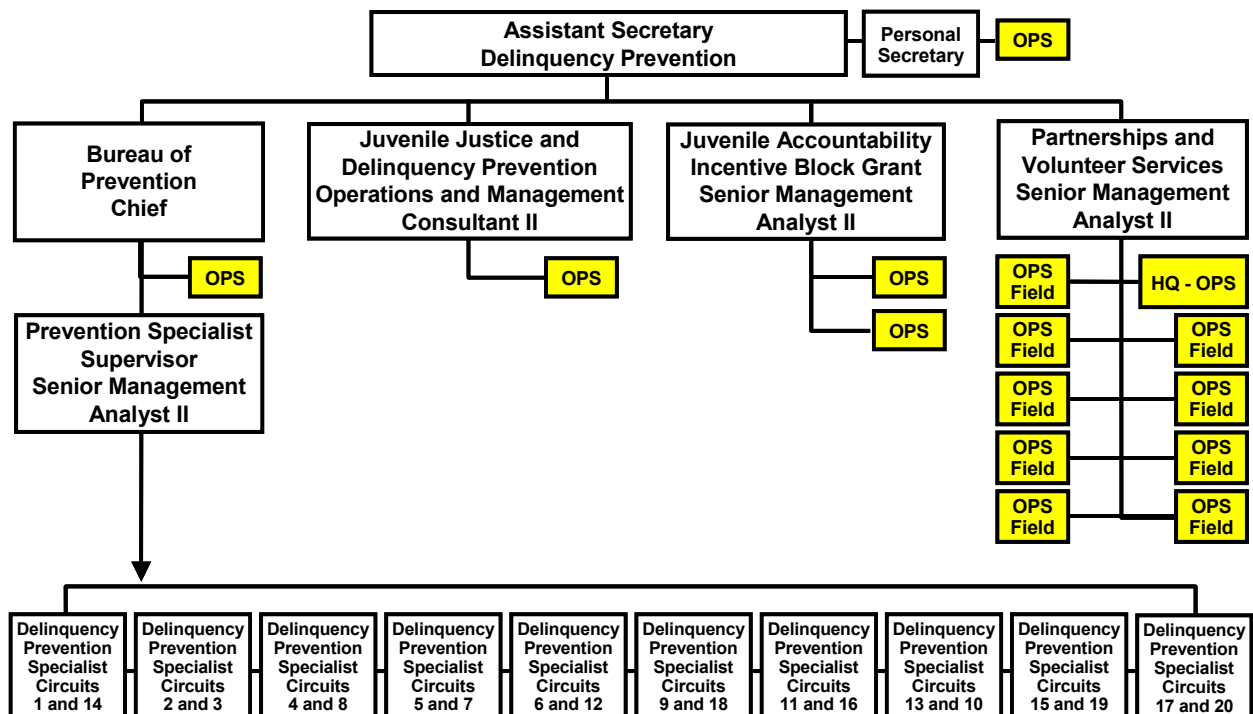 Assistant Secretary
Delinquency Prevention
Personal
Secretary
OPS
Bureau of
Prevention
Chief
Juvenile Justice and
Delinquency Prevention
Operations and Management
Consultant II
Juvenile Accountability
Incentive Block Grant
Senior Management
Analyst II
Partnerships and
Volunteer Services
Senior Management
Analyst II
OPS
OPS
OPS
OPS
OPS
Field
HQ - OPS
OPS
Field
OPS
Field
OPS
Field
OPS
Field
OPS
Field
OPS
Field
OPS
Field
OPS
Field
Prevention Specialist
Supervisor
Senior Management
Analyst II
Delinquency
Prevention
Specialist
Circuits
1 and 14
Delinquency
Prevention
Specialist
Circuits
2 and 3
Delinquency
Prevention
Specialist
Circuits
4 and 8
Delinquency
Prevention
Specialist
Circuits
5 and 7
Delinquency
Prevention
Specialist
Circuits
6 and 12
Delinquency
Prevention
Specialist
Circuits
9 and 18
Delinquency
Prevention
Specialist
Circuits
11 and 16
Delinquency
Prevention
Specialist
Circuits
13 and 10
Delinquency
Prevention
Specialist
Circuits
15 and 19
Delinquency
Prevention
Specialist
Circuits
17 and 20